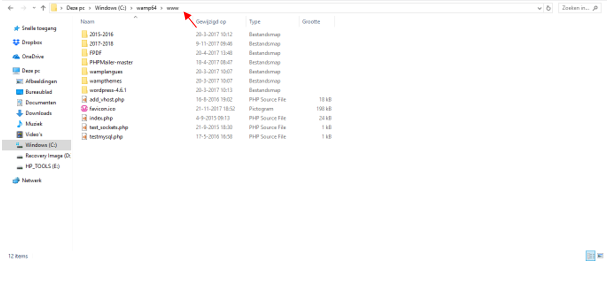 Deze pc > Windows (C:) > wamp64 > www
Zoeken in...
Naam Gewijzigd op Type Grootte
Snelle toegang
Dropbox
OneDrive
Deze pc
Afbeeldingen
Bureaublad
Documenten
Downloads
Muziek
Video's
Windows (C:)
Recovery Image (D:
HP_TOOLS (E:)
Netwerk
2015-2016 20-3-2017 10:12 Bestandsmap
2017-2018 9-11-2017 09:46 Bestandsmap
FPDF 20-4-2017 13:48 Bestandsmap
PHPMailer-master 18-4-2017 08:47 Bestandsmap
wamplangues 20-3-2017 10:07 Bestandsmap
wampthemes 20-3-2017 10:07 Bestandsmap
wordpress-4.6.1 20-3-2017 10:13 Bestandsmap
add_vhost.php 16-8-2016 19:02 PHP Source File 18 kB
favicon.ico 21-11-2017 18:52 Pictogram 198 kB
index.php 4-9-2015 09:13 PHP Source File 24 kB
test_sockets.php 21-9-2015 18:30 PHP Source File 1 kB
testmysql.php 17-5-2016 16:58 PHP Source File 1 kB
12 items